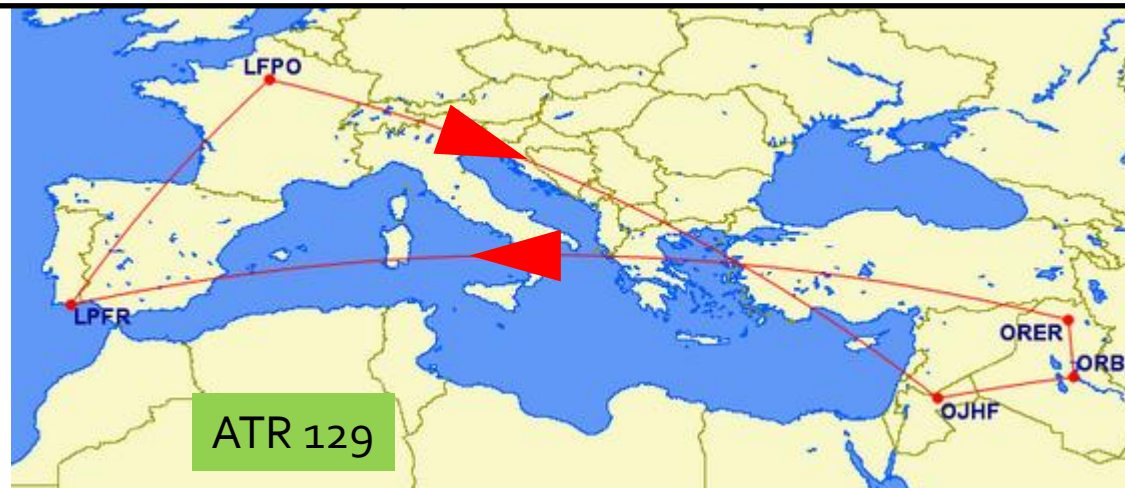 LFPO
LPFR
ORER
ORB
OJHF
ATR 129